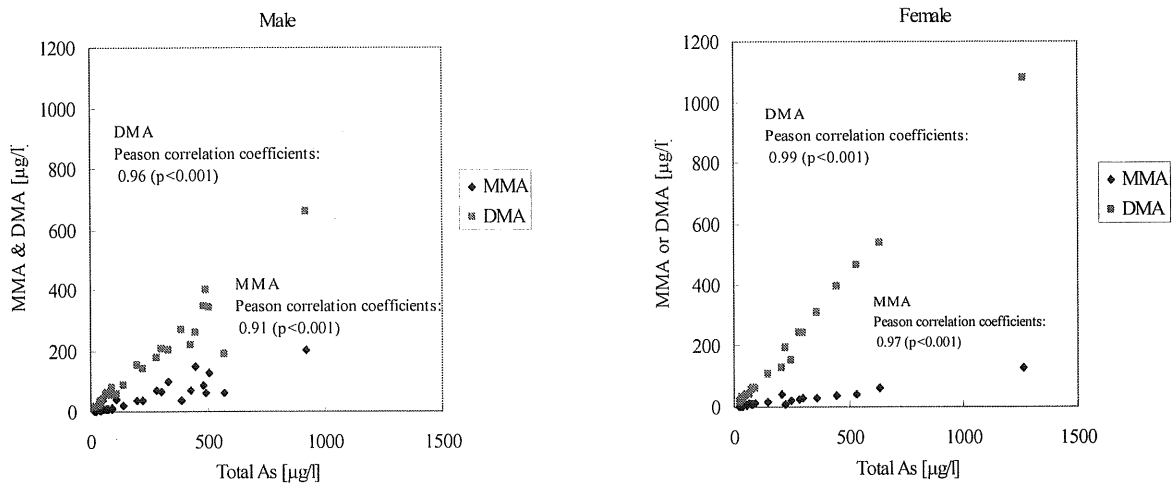 Male
MMA & DMA [µg/l]
1200
1000
800
600
400
200
0
DMA
Peason correlation coefficients:
0.96 (p<0.001)
MMA
Peason correlation coefficients:
0.91 (p<0.001)
MMA
DMA
0
500
1000
1500
Total As [µg/l]
Female
MMA or DMA [µg/l]
1200
1000
800
600
400
200
0
DMA
Peason correlation coefficients:
0.99 (p<0.001)
MMA
Peason correlation coefficients:
0.97 (p<0.001)
MMA
DMA
0
500
1000
1500
Total As [µg/l]